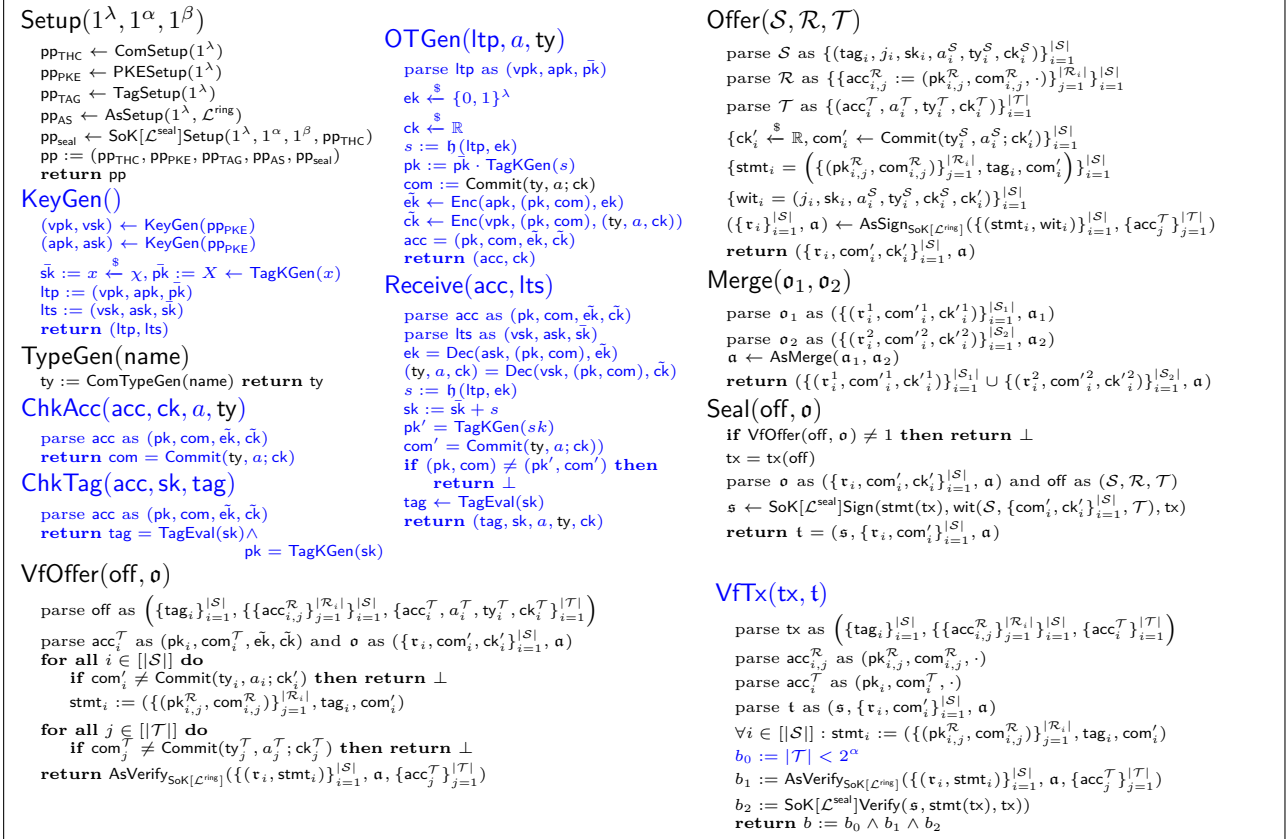 Setup(1^λ, 1^α, 1^β)
pp_THC ← ComSetup(1^λ)
pp_PKE ← PKESetup(1^λ)
pp_TAG ← TagSetup(1^λ)
pp_AS ← AsSetup(1^λ, ℒ^ring)
pp_seal ← SoK[ℒ^seal]Setup(1^λ, 1^α, 1^β, pp_THC)
pp := (pp_THC, pp_PKE, pp_TAG, pp_AS, pp_seal)
return pp
KeyGen()
(vpk, vsk) ← KeyGen(pp_PKE)
(apk, ask) ← KeyGen(pp_PKE)
s̄k := x ←$ χ, p̄k := X ← TagKGen(x)
ltp := (vpk, apk, p̄k)
lts := (vsk, ask, s̄k)
return (ltp, lts)
TypeGen(name)
ty := ComTypeGen(name) return ty
ChkAcc(acc, ck, a, ty)
parse acc as (pk, com, ẽk, c̃k)
return com = Commit(ty, a; ck)
ChkTag(acc, sk, tag)
parse acc as (pk, com, ẽk, c̃k)
return tag = TagEval(sk)∧
pk = TagKGen(sk)
OTGen(ltp, a, ty)
parse ltp as (vpk, apk, p̄k)
ek ←$ {0, 1}^λ
ck ←$ ℝ
s := 𝔥(ltp, ek)
pk := p̄k · TagKGen(s)
com := Commit(ty, a; ck)
ẽk ← Enc(apk, (pk, com), ek)
c̃k ← Enc(vpk, (pk, com), (ty, a, ck))
acc = (pk, com, ẽk, c̃k)
return (acc, ck)
Receive(acc, lts)
parse acc as (pk, com, ẽk, c̃k)
parse lts as (vsk, ask, s̄k)
ek = Dec(ask, (pk, com), ẽk)
(ty, a, ck) = Dec(vsk, (pk, com), c̃k)
s := 𝔥(ltp, ek)
sk := s̄k + s
pk′ = TagKGen(sk)
com′ = Commit(ty, a; ck))
if (pk, com) ≠ (pk′, com′) then
return ⊥
tag ← TagEval(sk)
return (tag, sk, a, ty, ck)
Offer(𝒮, ℛ, 𝒯)
parse 𝒮 as {(tag_i, j_i, sk_i, a_i^𝒮, ty_i^𝒮, ck_i^𝒮)}_{i=1}^{|𝒮|}
parse ℛ as {{acc_{i,j}^ℛ := (pk_{i,j}^ℛ, com_{i,j}^ℛ, ·)}_{j=1}^{|ℛ_i|}}_{i=1}^{|𝒮|}
parse 𝒯 as {(acc_i^𝒯, a_i^𝒯, ty_i^𝒯, ck_i^𝒯)}_{i=1}^{|𝒯|}
{ck′_i ←$ ℝ, com′_i ← Commit(ty_i^𝒮, a_i^𝒮; ck′_i)}_{i=1}^{|𝒮|}
{stmt_i = ({(pk_{i,j}^ℛ, com_{i,j}^ℛ)}_{j=1}^{|ℛ_i|}, tag_i, com′_i)}_{i=1}^{|𝒮|}
{wit_i = (j_i, sk_i, a_i^𝒮, ty_i^𝒮, ck_i^𝒮, ck′_i)}_{i=1}^{|𝒮|}
({𝔯_i}_{i=1}^{|𝒮|}, 𝔞) ← AsSign_{SoK[ℒ^ring]}({(stmt_i, wit_i)}_{i=1}^{|𝒮|}, {acc_j^𝒯}_{j=1}^{|𝒯|})
return ({𝔯_i, com′_i, ck′_i}_{i=1}^{|𝒮|}, 𝔞)
Merge(𝔬_1, 𝔬_2)
parse 𝔬_1 as ({(𝔯_i^1, com′_i^1, ck′_i^1)}_{i=1}^{|𝒮_1|}, 𝔞_1)
parse 𝔬_2 as ({(𝔯_i^2, com′_i^2, ck′_i^2)}_{i=1}^{|𝒮_2|}, 𝔞_2)
𝔞 ← AsMerge(𝔞_1, 𝔞_2)
return ({(𝔯_i^1, com′_i^1, ck′_i^1)}_{i=1}^{|𝒮_1|} ∪ {(𝔯_i^2, com′_i^2, ck′_i^2)}_{i=1}^{|𝒮_2|}, 𝔞)
Seal(off, 𝔬)
if VfOffer(off, 𝔬) ≠ 1 then return ⊥
tx = tx(off)
parse 𝔬 as ({𝔯_i, com′_i, ck′_i}_{i=1}^{|𝒮|}, 𝔞) and off as (𝒮, ℛ, 𝒯)
𝔰 ← SoK[ℒ^seal]Sign(stmt(tx), wit(𝒮, {com′_i, ck′_i}_{i=1}^{|𝒮|}, 𝒯), tx)
return 𝔱 = (𝔰, {𝔯_i, com′_i}_{i=1}^{|𝒮|}, 𝔞)
VfOffer(off, 𝔬)
parse off as ({tag_i}_{i=1}^{|𝒮|}, {{acc_{i,j}^ℛ}_{j=1}^{|ℛ_i|}}_{i=1}^{|𝒮|}, {acc_i^𝒯, a_i^𝒯, ty_i^𝒯, ck_i^𝒯}_{i=1}^{|𝒯|})
parse acc_i^𝒯 as (pk_i, com_i^𝒯, ẽk, c̃k) and 𝔬 as ({𝔯_i, com′_i, ck′_i}_{i=1}^{|𝒮|}, 𝔞)
for all i ∈ [|𝒮|] do
if com′_i ≠ Commit(ty_i, a_i; ck′_i) then return ⊥
stmt_i := ({(pk_{i,j}^ℛ, com_{i,j}^ℛ)}_{j=1}^{|ℛ_i|}, tag_i, com′_i)
for all j ∈ [|𝒯|] do
if com_j^𝒯 ≠ Commit(ty_j^𝒯, a_j^𝒯; ck_j^𝒯) then return ⊥
return AsVerify_{SoK[ℒ^ring]}({(𝔯_i, stmt_i)}_{i=1}^{|𝒮|}, 𝔞, {acc_j^𝒯}_{j=1}^{|𝒯|})
VfTx(tx, 𝔱)
parse tx as ({tag_i}_{i=1}^{|𝒮|}, {{acc_{i,j}^ℛ}_{j=1}^{|ℛ_i|}}_{i=1}^{|𝒮|}, {acc_i^𝒯}_{i=1}^{|𝒯|})
parse acc_{i,j}^ℛ as (pk_{i,j}^ℛ, com_{i,j}^ℛ, ·)
parse acc_i^𝒯 as (pk_i, com_i^𝒯, ·)
parse 𝔱 as (𝔰, {𝔯_i, com′_i}_{i=1}^{|𝒮|}, 𝔞)
∀i ∈ [|𝒮|] : stmt_i := ({(pk_{i,j}^ℛ, com_{i,j}^ℛ)}_{j=1}^{|ℛ_i|}, tag_i, com′_i)
b_0 := |𝒯| < 2^α
b_1 := AsVerify_{SoK[ℒ^ring]}({(𝔯_i, stmt_i)}_{i=1}^{|𝒮|}, 𝔞, {acc_j^𝒯}_{j=1}^{|𝒯|})
b_2 := SoK[ℒ^seal]Verify(𝔰, stmt(tx), tx))
return b := b_0 ∧ b_1 ∧ b_2